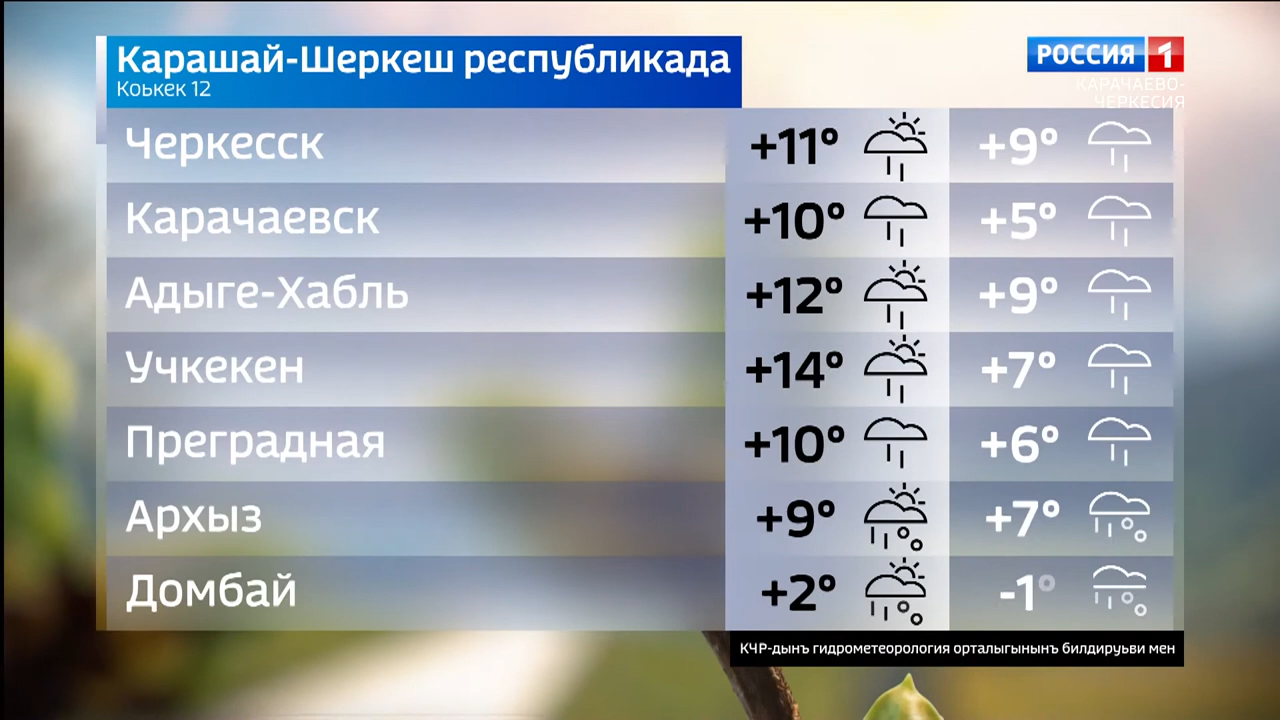 Карашай-Шеркеш республикада
Коькек 12
РОССИЯ 1
КАРАЧАЕВО-
ЧЕРКЕСИЯ
Черкесск +11° +9°
Карачаевск +10° +5°
Адыге-Хабль +12° +9°
Учкекен +14° +7°
Преградная +10° +6°
Архыз +9° +7°
Домбай +2° -1°
КЧР-дынъ гидрометеорология орталыгынынъ билдируьви мен